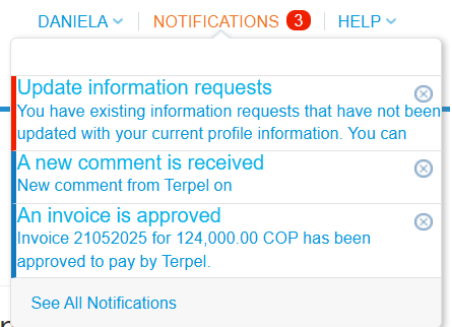 DANIELA NOTIFICATIONS 3 HELP
Update information requests
You have existing information requests that have not been
updated with your current profile information. You can
A new comment is received
New comment from Terpel on
An invoice is approved
Invoice 21052025 for 124,000.00 COP has been
approved to pay by Terpel.
See All Notifications